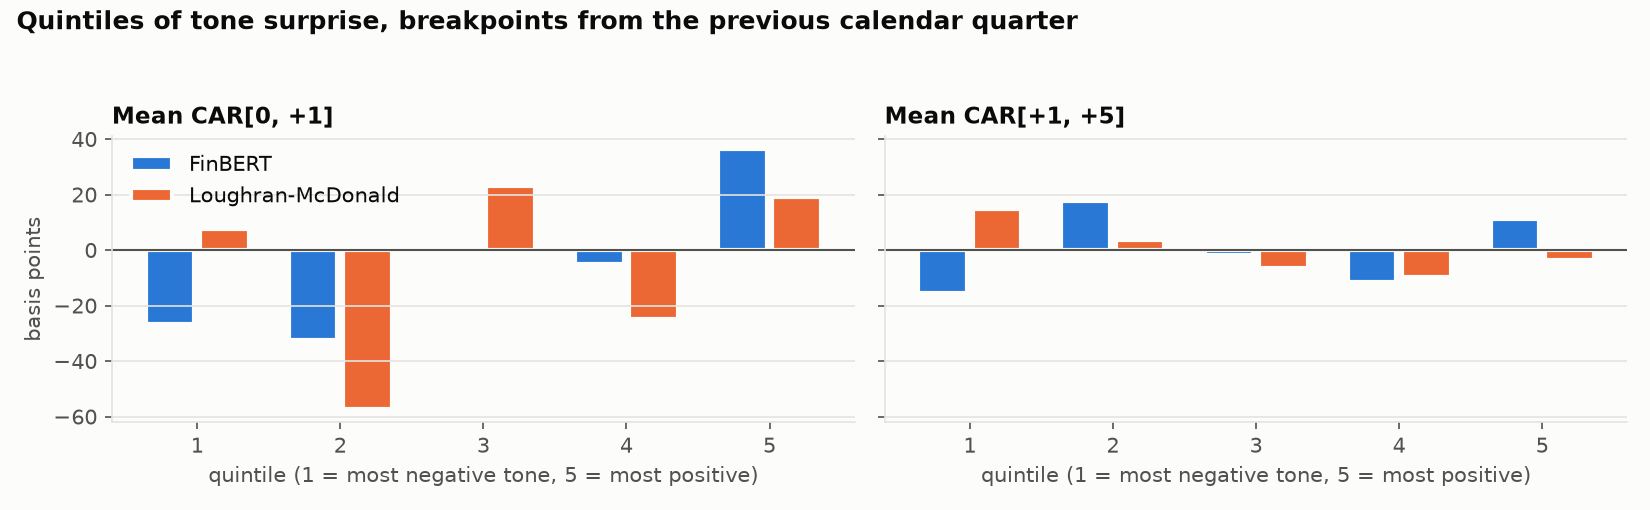 Quintiles of tone surprise, breakpoints from the previous calendar quarter
Mean CAR[0, +1]
40
20
0
−20
−40
−60
basis points
FinBERT
Loughran-McDonald
1 2 3 4 5
quintile (1 = most negative tone, 5 = most positive)
Mean CAR[+1, +5]
1 2 3 4 5
quintile (1 = most negative tone, 5 = most positive)